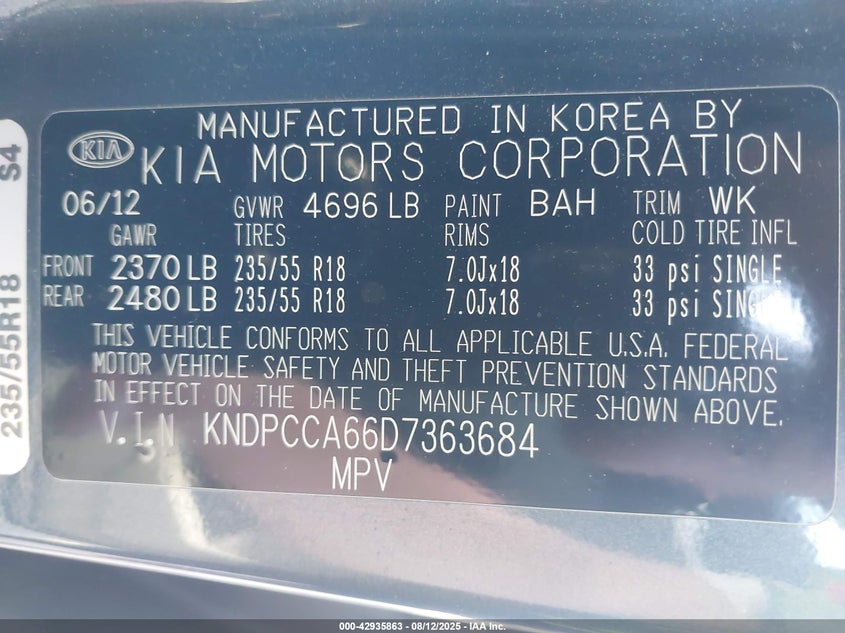 MANUFACTURED IN KOREA BY
KIA KIA MOTORS CORPORATION
06/12 GVWR 4696 LB PAINT BAH TRIM WK
GAWR TIRES RIMS COLD TIRE INFL
FRONT 2370 LB 235/55 R18 7.0Jx18 33 psi SINGLE
REAR 2480 LB 235/55 R18 7.0Jx18 33 psi SINGLE
THIS VEHICLE CONFORMS TO ALL APPLICABLE U.S.A. FEDERAL
MOTOR VEHICLE SAFETY AND THEFT PREVENTION STANDARDS
IN EFFECT ON THE DATE OF MANUFACTURE SHOWN ABOVE.
V.I.N KNDPCCA66D7363684
MPV
235/55R18 S4
000-42935863 - 08/12/2025 - IAA Inc.